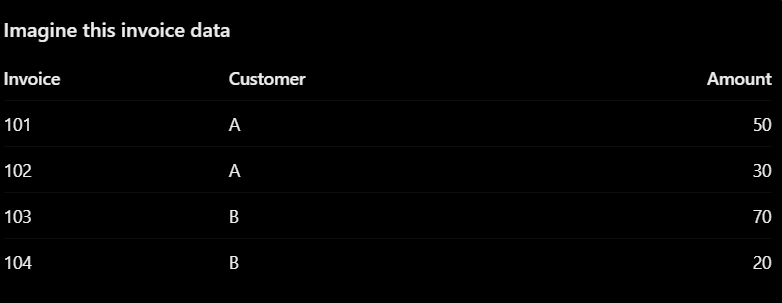 Imagine this invoice data
Invoice Customer Amount
101 A 50
102 A 30
103 B 70
104 B 20